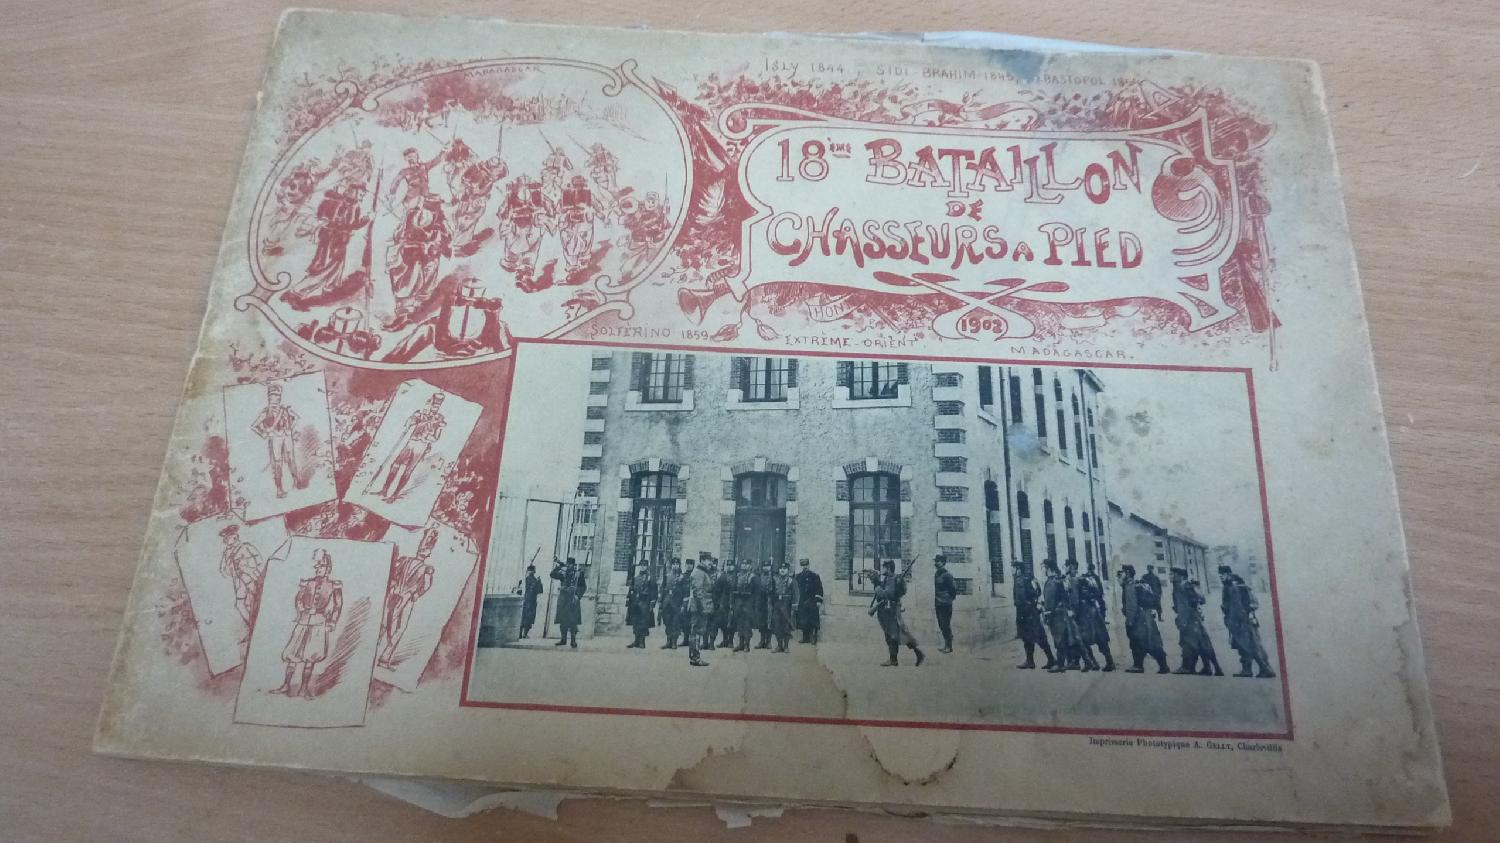 MADAGASCAR
ISLY 1844, SIDI-BRAHIM 1845, SEBASTOPOL
18ÈME BATAILLON
DE
CHASSEURS A PIED
1903
SOLFERINO 1859
EXTRÊME-ORIENT
MADAGASCAR.
Imprimerie Phototypique A. GELLY, Charleville